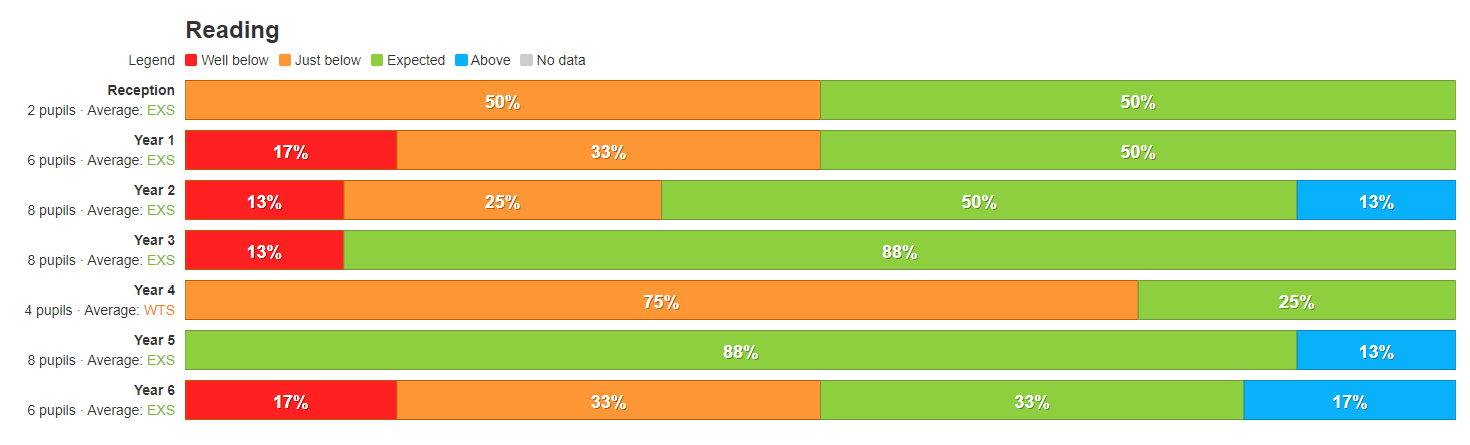 Reading
Legend Well below Just below Expected Above No data
Reception
2 pupils · Average: EXS
50% 50%
Year 1
6 pupils · Average: EXS
17% 33% 50%
Year 2
8 pupils · Average: EXS
13% 25% 50% 13%
Year 3
8 pupils · Average: EXS
13% 88%
Year 4
4 pupils · Average: WTS
75% 25%
Year 5
8 pupils · Average: EXS
88% 13%
Year 6
6 pupils · Average: EXS
17% 33% 33% 17%